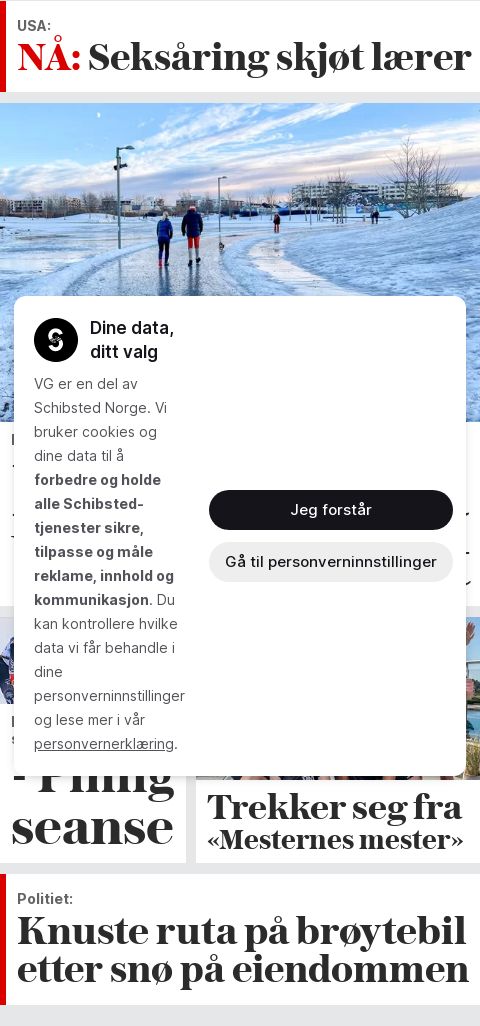 USA:
NÅ: Seksåring skjøt lærer
Dine data,
ditt valg
VG er en del av
Schibsted Norge. Vi
bruker cookies og
dine data til å
forbedre og holde
alle Schibsted-
tjenester sikre,
tilpasse og måle
reklame, innhold og
kommunikasjon. Du
kan kontrollere hvilke
data vi får behandle i
dine
personverninnstillinger
og lese mer i vår
personvernerklæring.
Jeg forstår
Gå til personverninnstillinger
- Pinlig
seanse
Trekker seg fra
«Mesternes mester»
Politiet:
Knuste ruta på brøytebil
etter snø på eiendommen